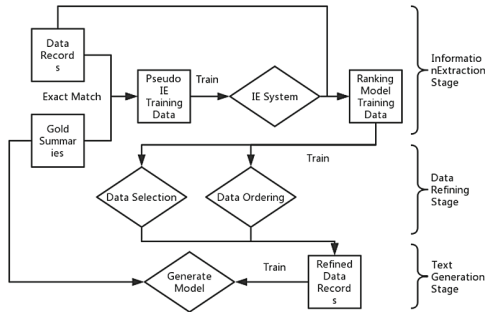 Data
Record
s
Exact Match
Gold
Summar
ies
Pseudo
IE
Training
Data
Train
IE System
Ranking
Model
Training
Data
Informatio
nExtraction
Stage
Train
Data Selection
Data Ordering
Data
Refining
Stage
Generate
Model
Train
Refined
Data
Record
s
Text
Generation
Stage